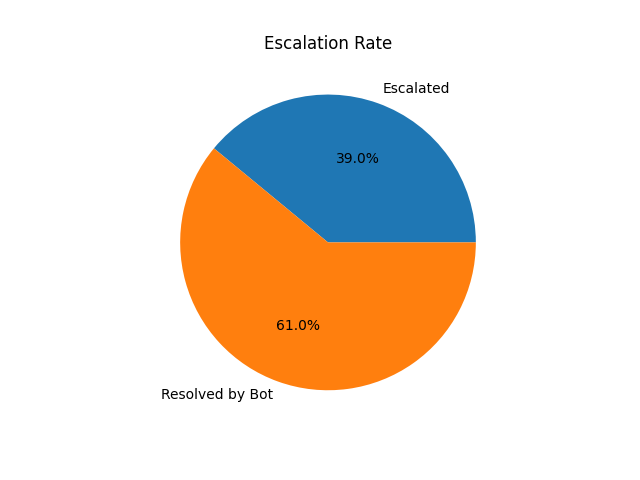 Escalation Rate
Escalated
39.0%
61.0%
Resolved by Bot